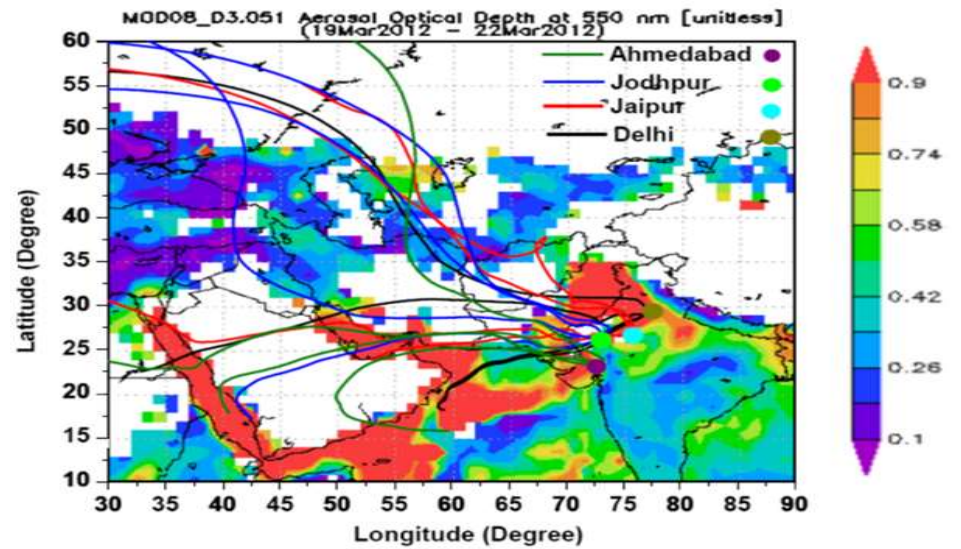 MOD08_D3.051 Aerosol Optical Depth at 550 nm [unitless]
(19Mar2012 - 22Mar2012)
Ahmedabad
Jodhpur
Jaipur
Delhi
60
55
50
45
40
35
30
25
20
15
10
Latitude (Degree)
30 35 40 45 50 55 60 65 70 75 80 85 90
Longitude (Degree)
0.9
0.74
0.58
0.42
0.26
0.1